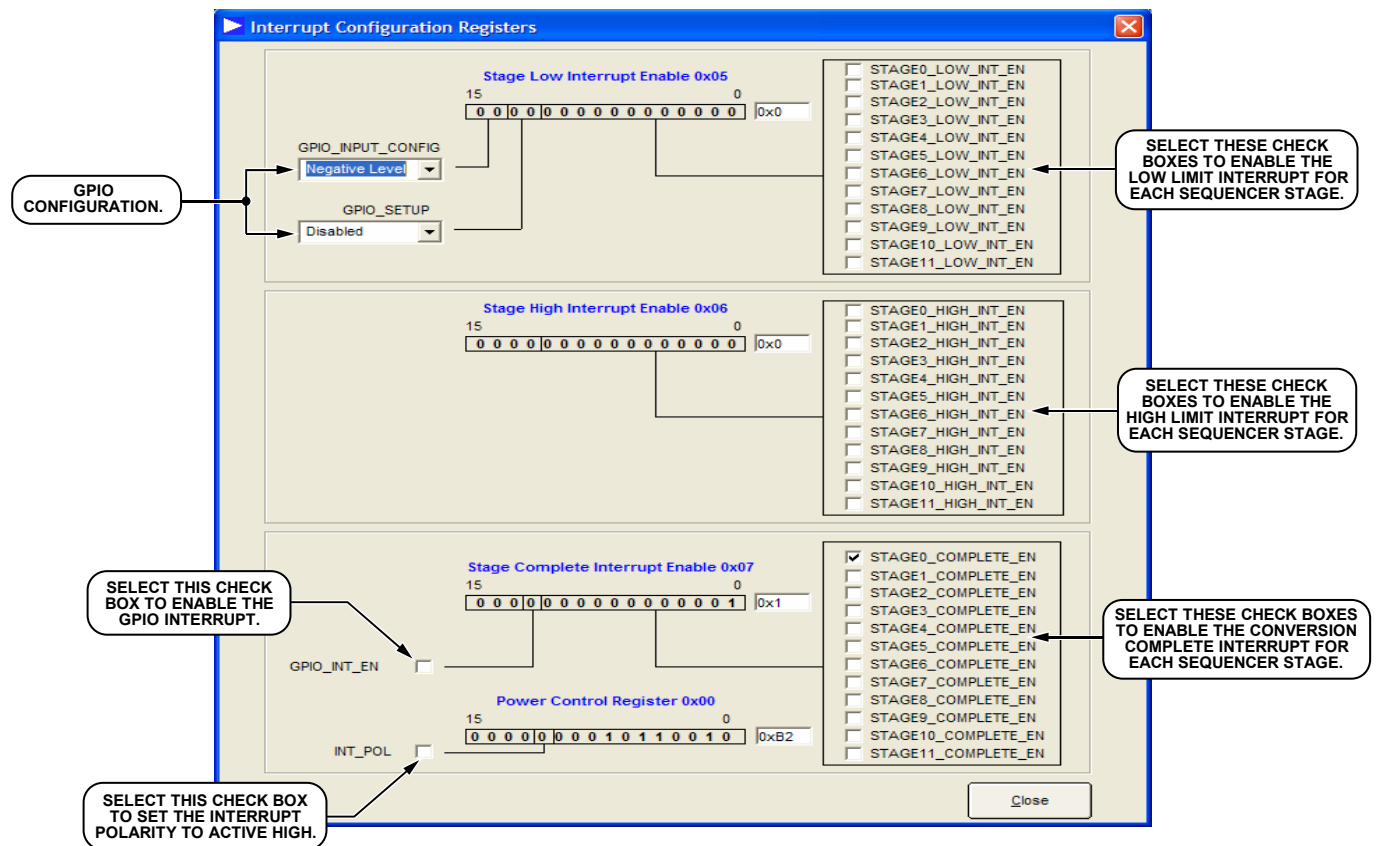 Interrupt Configuration Registers
Stage Low Interrupt Enable 0x05
15 0
0 0 0 0 0 0 0 0 0 0 0 0 0 0 0 0 0x0
GPIO_INPUT_CONFIG
Negative Level
GPIO_SETUP
Disabled
GPIO
CONFIGURATION.
STAGE0_LOW_INT_EN
STAGE1_LOW_INT_EN
STAGE2_LOW_INT_EN
STAGE3_LOW_INT_EN
STAGE4_LOW_INT_EN
STAGE5_LOW_INT_EN
STAGE6_LOW_INT_EN
STAGE7_LOW_INT_EN
STAGE8_LOW_INT_EN
STAGE9_LOW_INT_EN
STAGE10_LOW_INT_EN
STAGE11_LOW_INT_EN
SELECT THESE CHECK
BOXES TO ENABLE THE
LOW LIMIT INTERRUPT FOR
EACH SEQUENCER STAGE.
Stage High Interrupt Enable 0x06
15 0
0 0 0 0 0 0 0 0 0 0 0 0 0 0 0 0 0x0
STAGE0_HIGH_INT_EN
STAGE1_HIGH_INT_EN
STAGE2_HIGH_INT_EN
STAGE3_HIGH_INT_EN
STAGE4_HIGH_INT_EN
STAGE5_HIGH_INT_EN
STAGE6_HIGH_INT_EN
STAGE7_HIGH_INT_EN
STAGE8_HIGH_INT_EN
STAGE9_HIGH_INT_EN
STAGE10_HIGH_INT_EN
STAGE11_HIGH_INT_EN
SELECT THESE CHECK
BOXES TO ENABLE THE
HIGH LIMIT INTERRUPT FOR
EACH SEQUENCER STAGE.
Stage Complete Interrupt Enable 0x07
15 0
0 0 0 0 0 0 0 0 0 0 0 0 0 0 0 1 0x1
SELECT THIS CHECK
BOX TO ENABLE THE
GPIO INTERRUPT.
GPIO_INT_EN
Power Control Register 0x00
15 0
0 0 0 0 0 0 0 0 1 0 1 1 0 0 1 0 0xB2
INT_POL
SELECT THIS CHECK BOX
TO SET THE INTERRUPT
POLARITY TO ACTIVE HIGH.
STAGE0_COMPLETE_EN
STAGE1_COMPLETE_EN
STAGE2_COMPLETE_EN
STAGE3_COMPLETE_EN
STAGE4_COMPLETE_EN
STAGE5_COMPLETE_EN
STAGE6_COMPLETE_EN
STAGE7_COMPLETE_EN
STAGE8_COMPLETE_EN
STAGE9_COMPLETE_EN
STAGE10_COMPLETE_EN
STAGE11_COMPLETE_EN
SELECT THESE CHECK BOXES
TO ENABLE THE CONVERSION
COMPLETE INTERRUPT FOR
EACH SEQUENCER STAGE.
Close